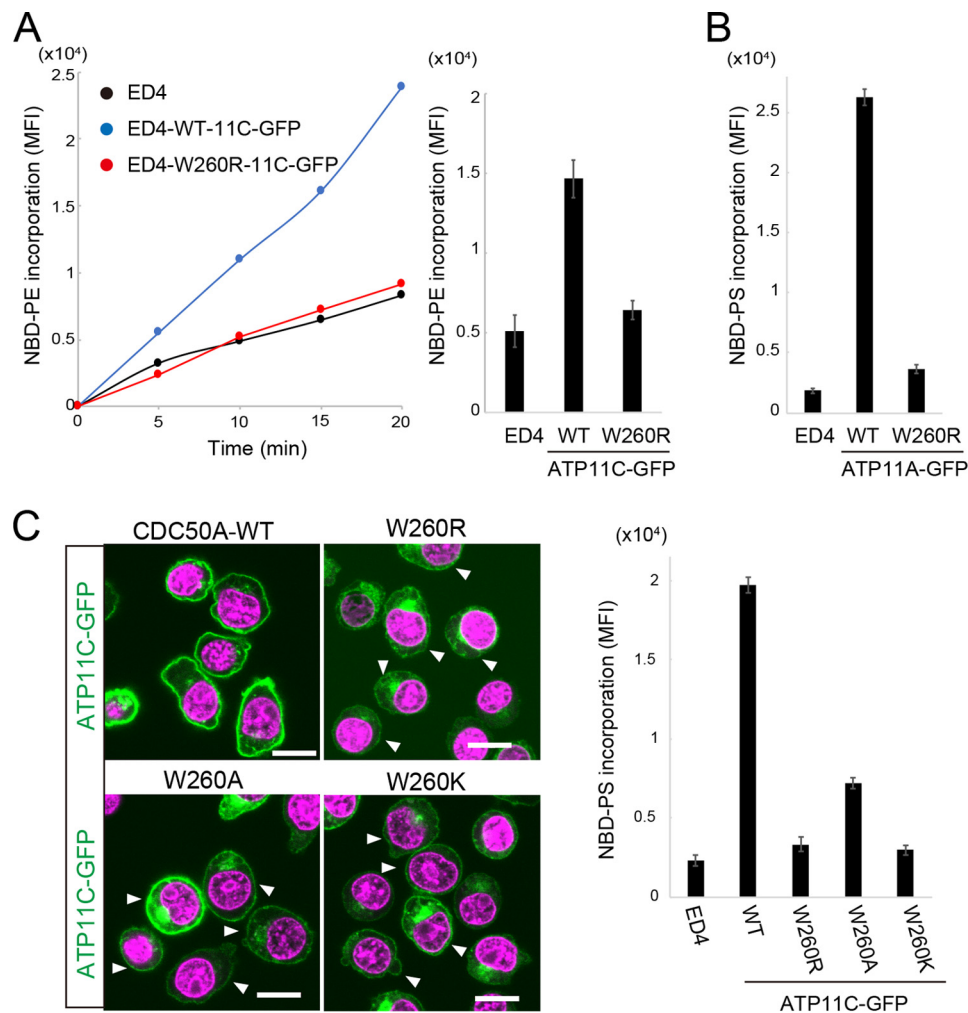 A
(x10⁴)
NBD-PE incorporation (MFI)
2.5
2
1.5
1
0.5
0
0
5
10
15
20
Time (min)
ED4
ED4-WT-11C-GFP
ED4-W260R-11C-GFP
(x10⁴)
NBD-PE incorporation (MFI)
2
1.5
1
0.5
0
ED4 WT W260R
ATP11C-GFP
B
(x10⁴)
NBD-PS incorporation (MFI)
2.5
2
1.5
1
0.5
0
ED4 WT W260R
ATP11A-GFP
C
CDC50A-WT
W260R
ATP11C-GFP
W260A
W260K
ATP11C-GFP
(x10⁴)
NBD-PS incorporation (MFI)
2
1.5
1
0.5
0
ED4
WT
W260R
W260A
W260K
ATP11C-GFP